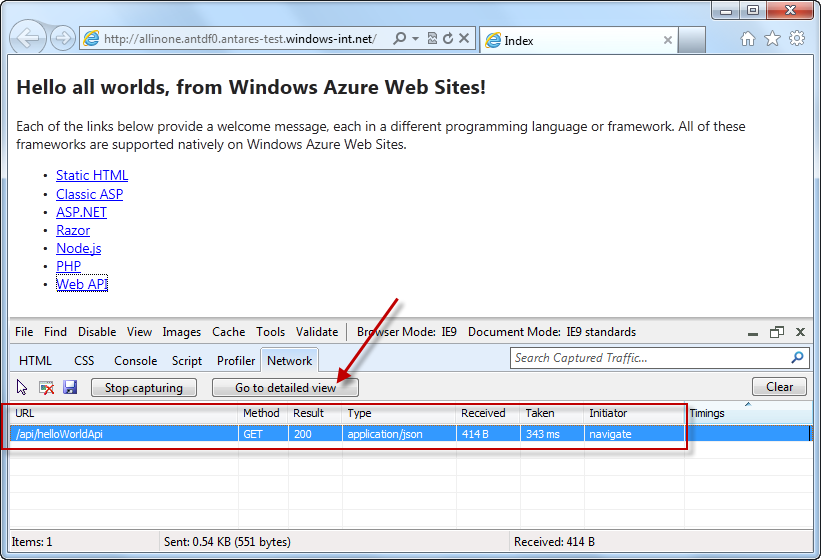 http://allinone.antdf0.antares-test.windows-int.net/
Index
Hello all worlds, from Windows Azure Web Sites!
Each of the links below provide a welcome message, each in a different programming language or framework. All of these
frameworks are supported natively on Windows Azure Web Sites.
• Static HTML
• Classic ASP
• ASP.NET
• Razor
• Node.js
• PHP
• Web API
File Find Disable View Images Cache Tools Validate Browser Mode: IE9 Document Mode: IE9 standards
HTML CSS Console Script Profiler Network Search Captured Traffic...
Stop capturing Go to detailed view Clear
URL Method Result Type Received Taken Initiator Timings
/api/helloWorldApi GET 200 application/json 414 B 343 ms navigate
Items: 1 Sent: 0.54 KB (551 bytes) Received: 414 B